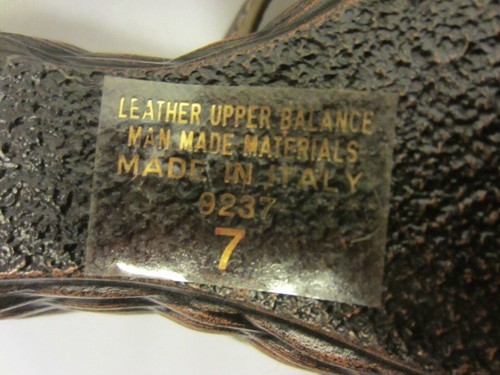 LEATHER UPPER BALANCE
MAN MADE MATERIALS
MADE IN ITALY
9237
7